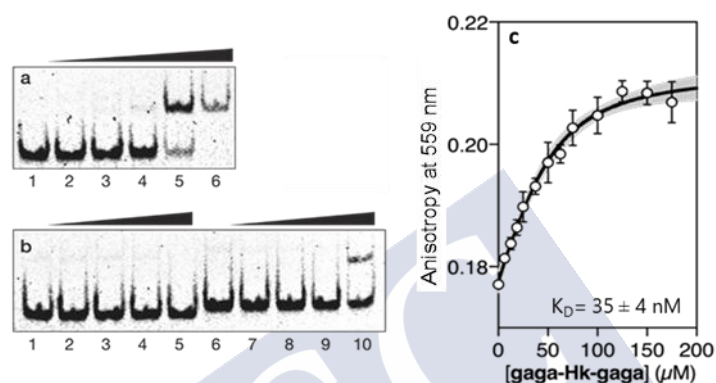 a
1 2 3 4 5 6
b
1 2 3 4 5 6 7 8 9 10
c
0.22
0.20
0.18
Anisotropy at 559 nm
K_D = 35 ± 4 nM
0 50 100 150 200
[gaga-Hk-gaga] (µM)